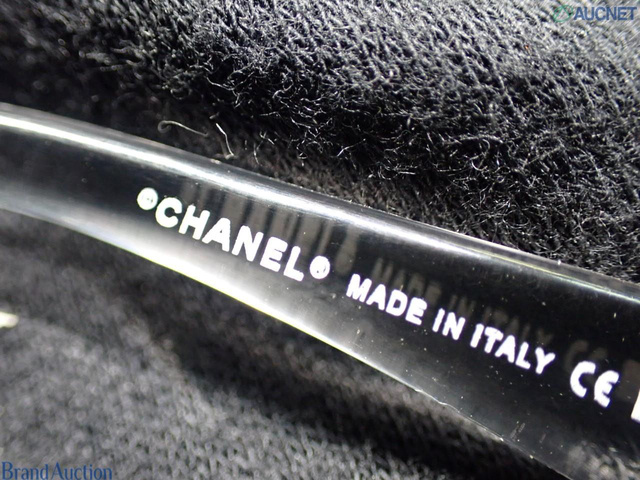 AUCNET
©CHANEL® MADE IN ITALY CE
Brand Auction